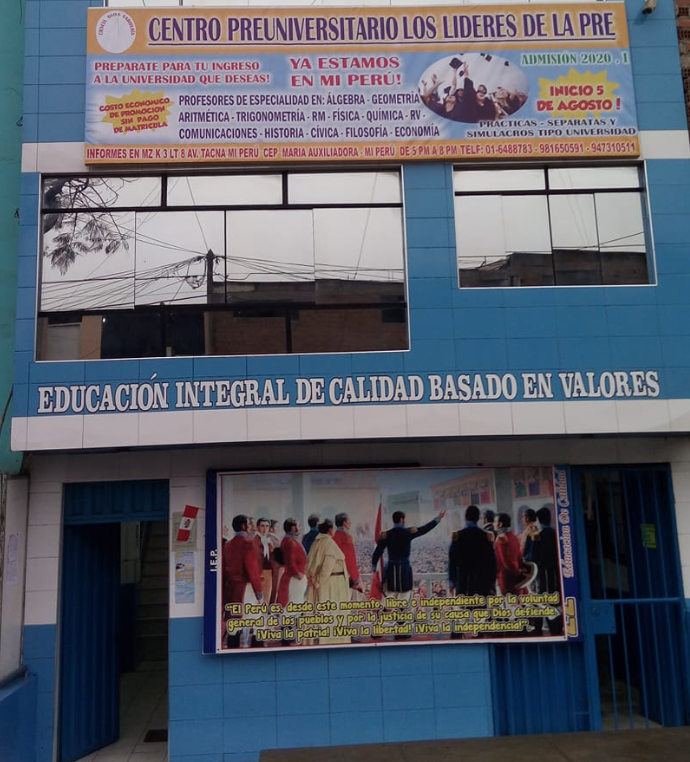 CENTRO PREUNIVERSITARIO LOS LIDERES DE LA PRE
PREPARATE PARA TU INGRESO
A LA UNIVERSIDAD QUE DESEAS!
YA ESTAMOS
EN MI PERÚ!
ADMISIÓN 2020 - I
COSTO ECONOMICO
DE PROMOCION
SIN PAGO
DE MATRICULA
PROFESORES DE ESPECIALIDAD EN: ÁLGEBRA - GEOMETRÍA
ARITMÉTICA - TRIGONOMETRÍA - RM - FÍSICA - QUÍMICA - RV -
COMUNICACIONES - HISTORIA - CÍVICA - FILOSOFÍA - ECONOMÍA
INICIO 5
DE AGOSTO !
PRÁCTICAS - SEPARATAS Y
SIMULACROS TIPO UNIVERSIDAD
INFORMES EN MZ K 3 LT 8 AV. TACNA MI PERÚ CEP MARIA AUXILIADORA - MI PERÚ DE 5 PM A 8 PM TELF: 01-6488783 - 981650591 - 947310511
EDUCACIÓN INTEGRAL DE CALIDAD BASADO EN VALORES
I.E.P.
Educacion De Calidad
"El Perú es, desde este momento, libre e independiente por la voluntad
general de los pueblos y por la justicia de su causa que Dios defiende.
¡Viva la patria! ¡Viva la libertad! ¡Viva la independencia!".